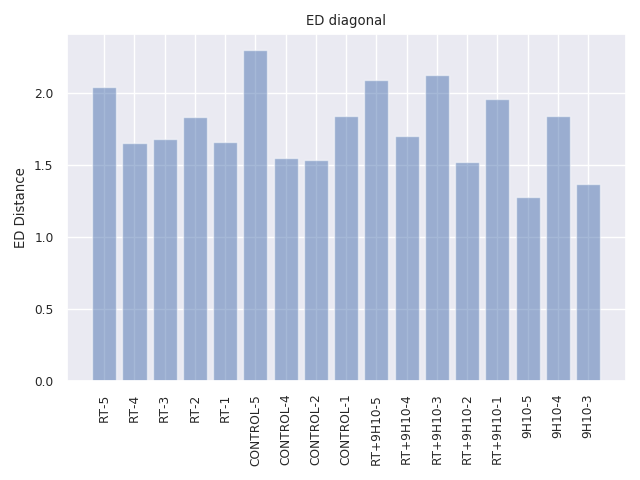 ED diagonal
ED Distance
2.0
1.5
1.0
0.5
0.0
RT-5
RT-4
RT-3
RT-2
RT-1
CONTROL-5
CONTROL-4
CONTROL-2
CONTROL-1
RT+9H10-5
RT+9H10-4
RT+9H10-3
RT+9H10-2
RT+9H10-1
9H10-5
9H10-4
9H10-3